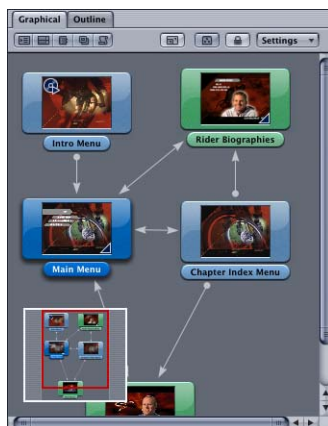 Graphical Outline
Settings
Intro Menu
Rider Biographies
Main Menu
Chapter Index Menu